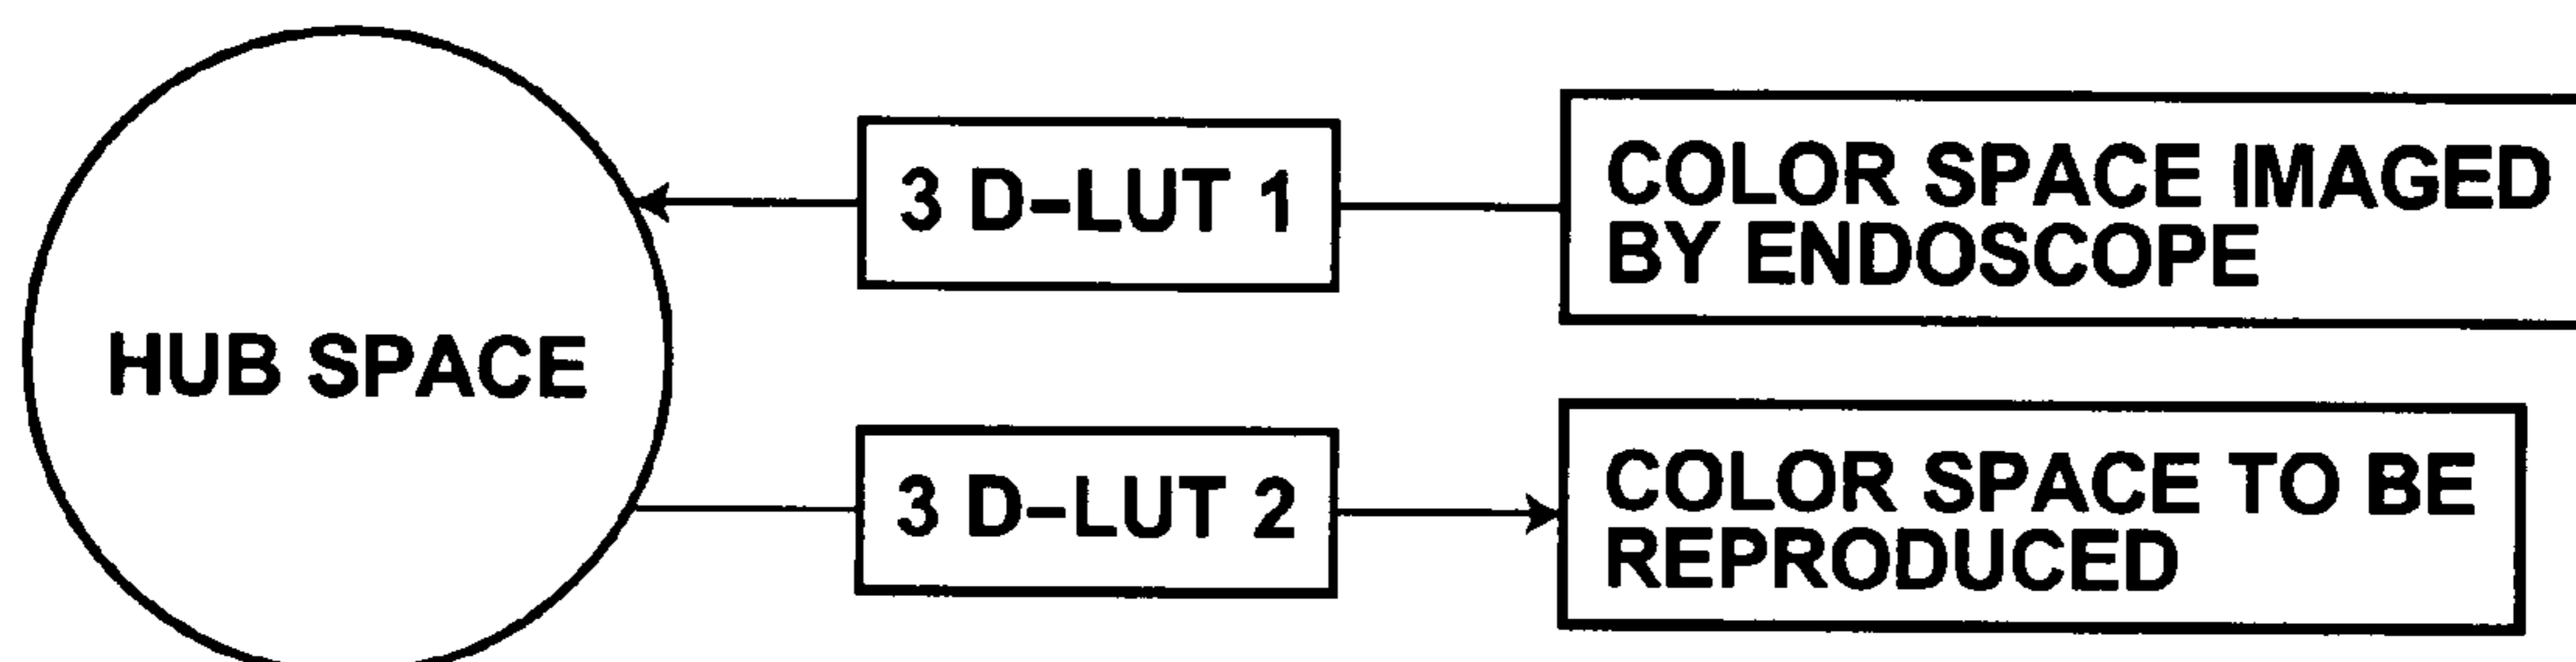 HUB SPACE
3 D-LUT 1
COLOR SPACE IMAGED
BY ENDOSCOPE
3 D-LUT 2
COLOR SPACE TO BE
REPRODUCED